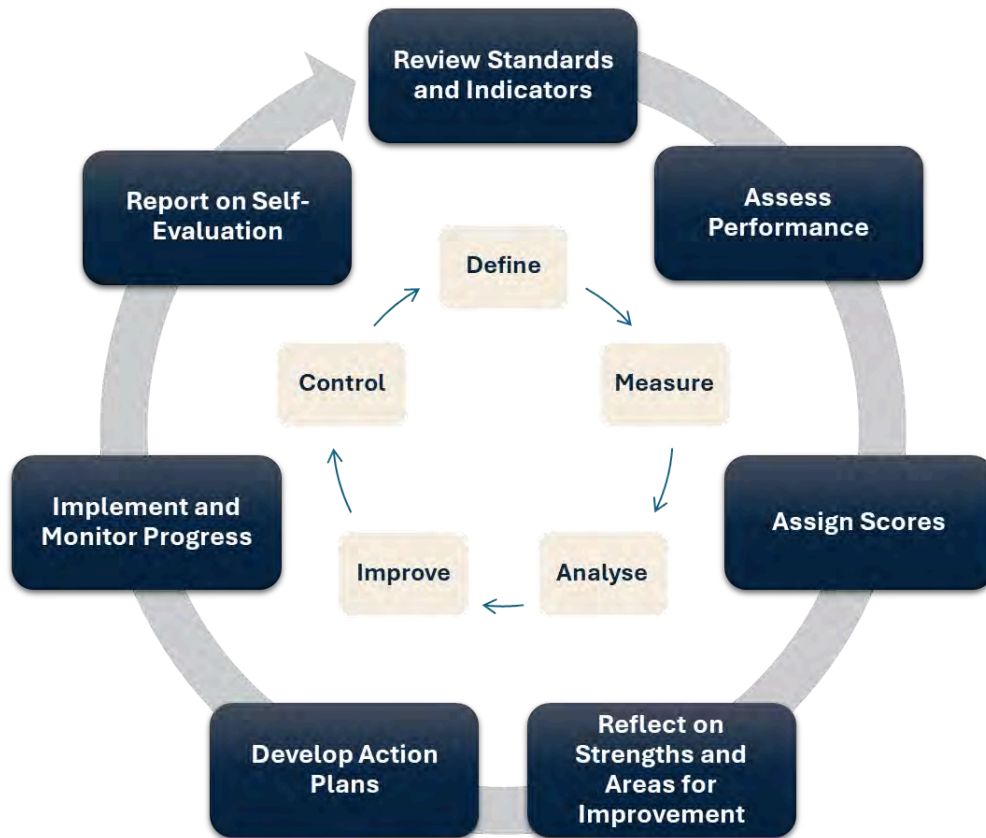 Review Standards
and Indicators
Assess
Performance
Assign Scores
Reflect on
Strengths and
Areas for
Improvement
Develop Action
Plans
Implement and
Monitor Progress
Report on Self-
Evaluation
Define
Measure
Analyse
Improve
Control